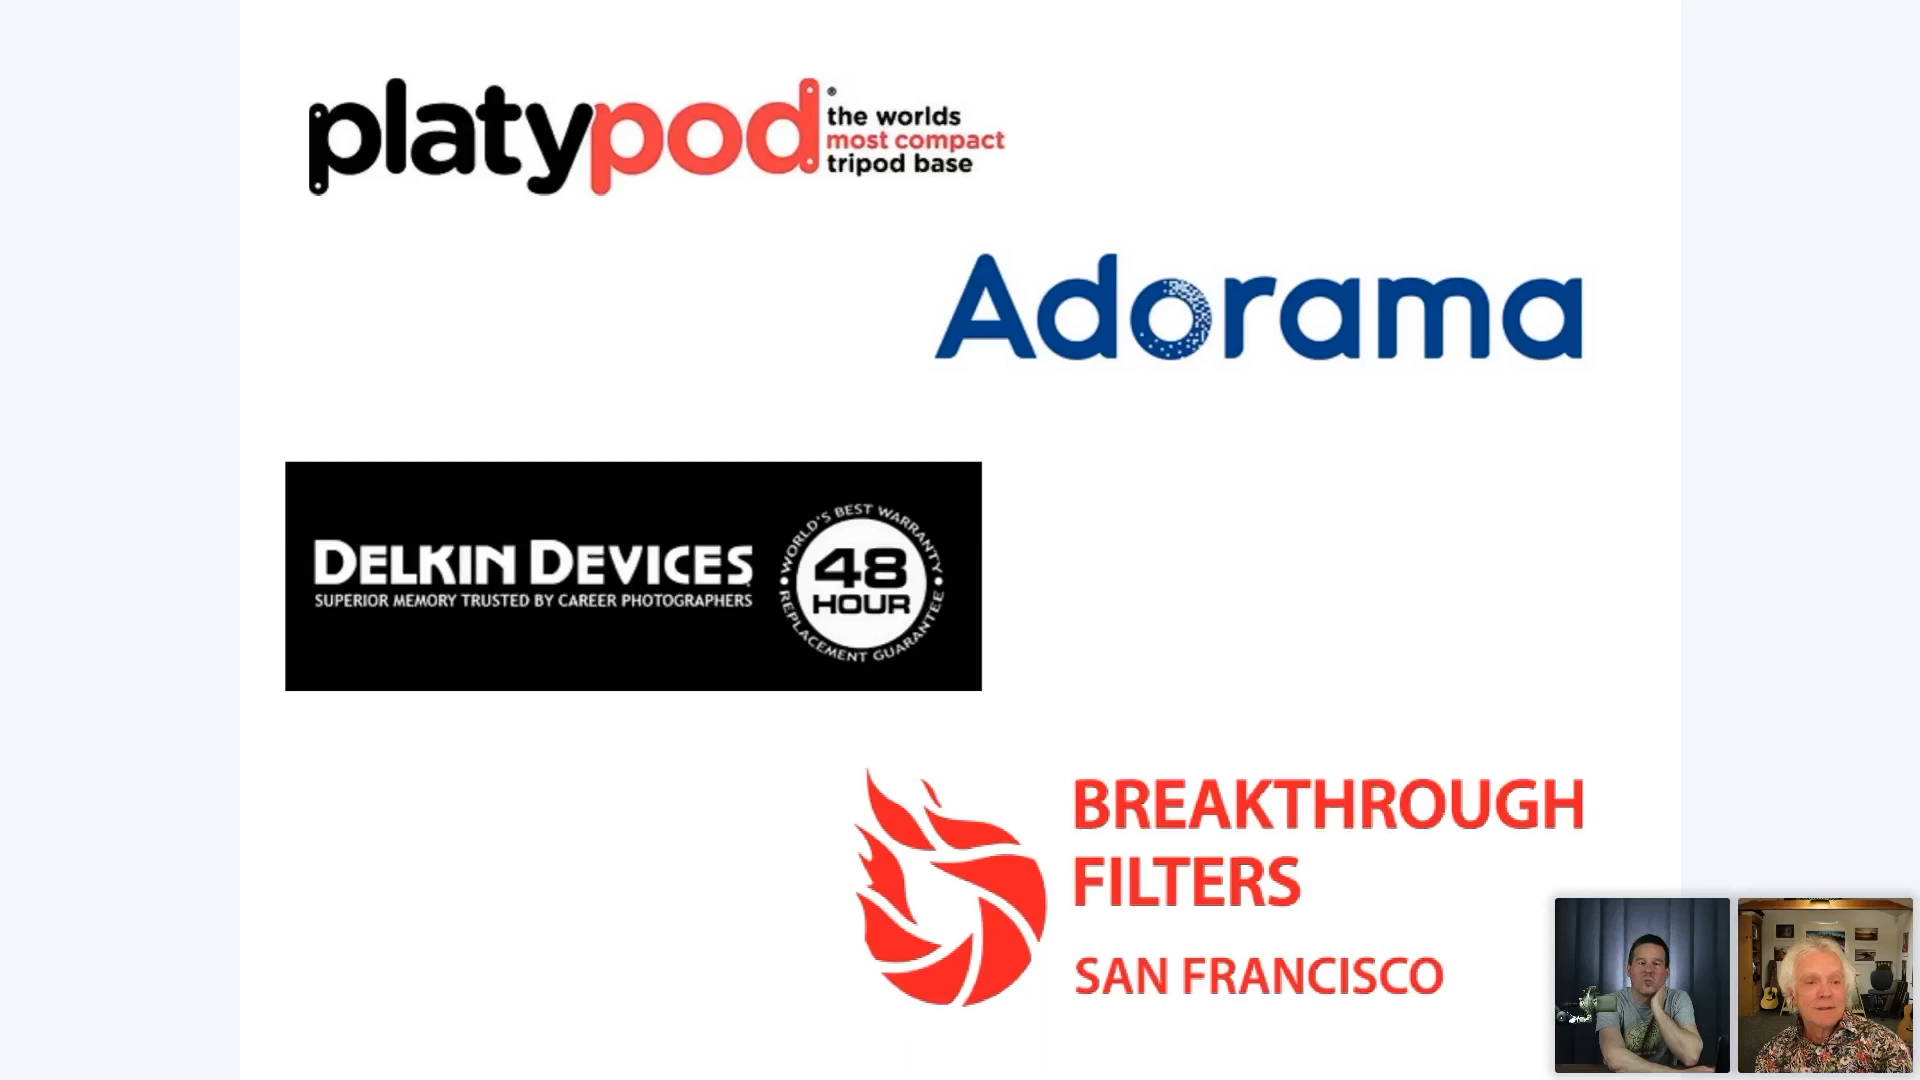 platypod®
the worlds
most compact
tripod base
Adorama
DELKIN DEVICES
SUPERIOR MEMORY TRUSTED BY CAREER PHOTOGRAPHERS
WORLD'S BEST WARRANTY
48
HOUR
REPLACEMENT GUARANTEE
BREAKTHROUGH
FILTERS
SAN FRANCISCO